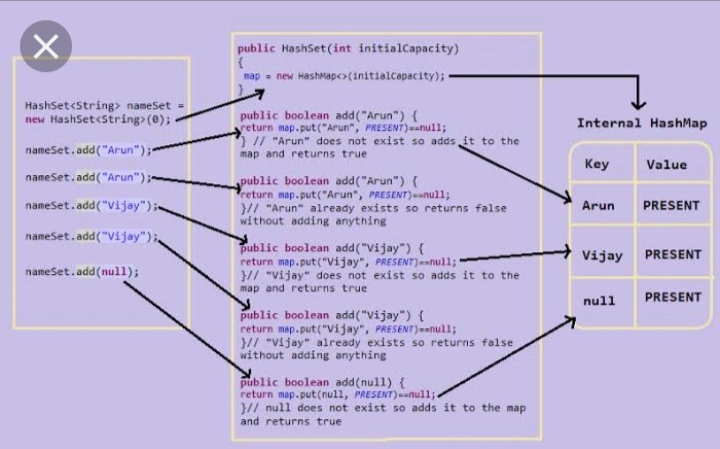 HashSet<String> nameSet =
new HashSet<String>(0);
nameSet.add("Arun");
nameSet.add("Arun");
nameSet.add("Vijay");
nameSet.add("Vijay");
nameSet.add(null);
public HashSet(int initialCapacity)
{
map = new HashMap<>(initialCapacity);
}
public boolean add("Arun") {
return map.put("Arun", PRESENT)==null;
} // "Arun" does not exist so adds it to the
map and returns true
public boolean add("Arun") {
return map.put("Arun", PRESENT)==null;
}// "Arun" already exists so returns false
without adding anything
public boolean add("Vijay") {
return map.put("Vijay", PRESENT)==null;
}// "Vijay" does not exist so adds it to the
map and returns true
public boolean add("Vijay") {
return map.put("Vijay", PRESENT)==null;
}// "Vijay" already exists so returns false
without adding anything
public boolean add(null) {
return map.put(null, PRESENT)==null;
}// null does not exist so adds it to the map
and returns true
Internal HashMap
Key Value
Arun PRESENT
Vijay PRESENT
null PRESENT